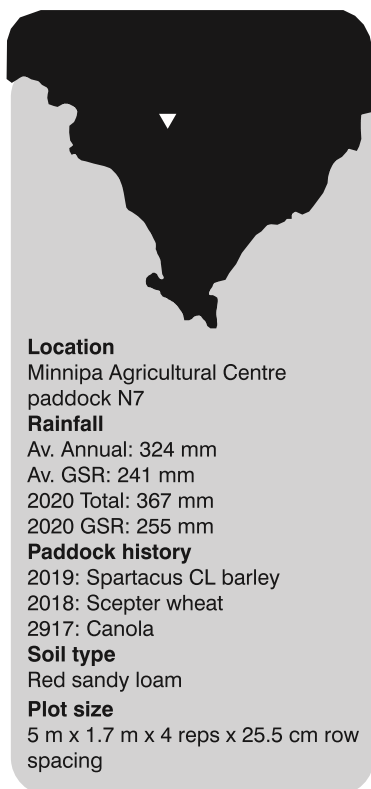 Location
Minnipa Agricultural Centre
paddock N7
Rainfall
Av. Annual: 324 mm
Av. GSR: 241 mm
2020 Total: 367 mm
2020 GSR: 255 mm
Paddock history
2019: Spartacus CL barley
2018: Scepter wheat
2917: Canola
Soil type
Red sandy loam
Plot size
5 m x 1.7 m x 4 reps x 25.5 cm row
spacing